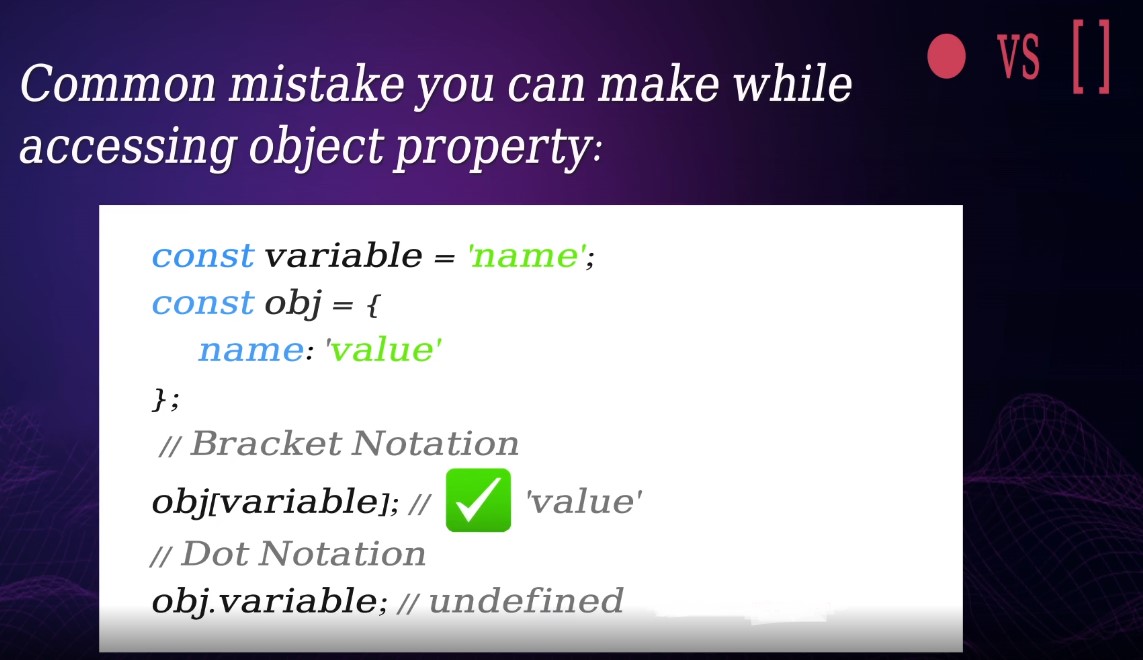 ● vs []
Common mistake you can make while
accessing object property:
const variable = 'name';
const obj = {
name: 'value'
};
// Bracket Notation
obj[variable]; // ✅ 'value'
// Dot Notation
obj.variable; // undefined